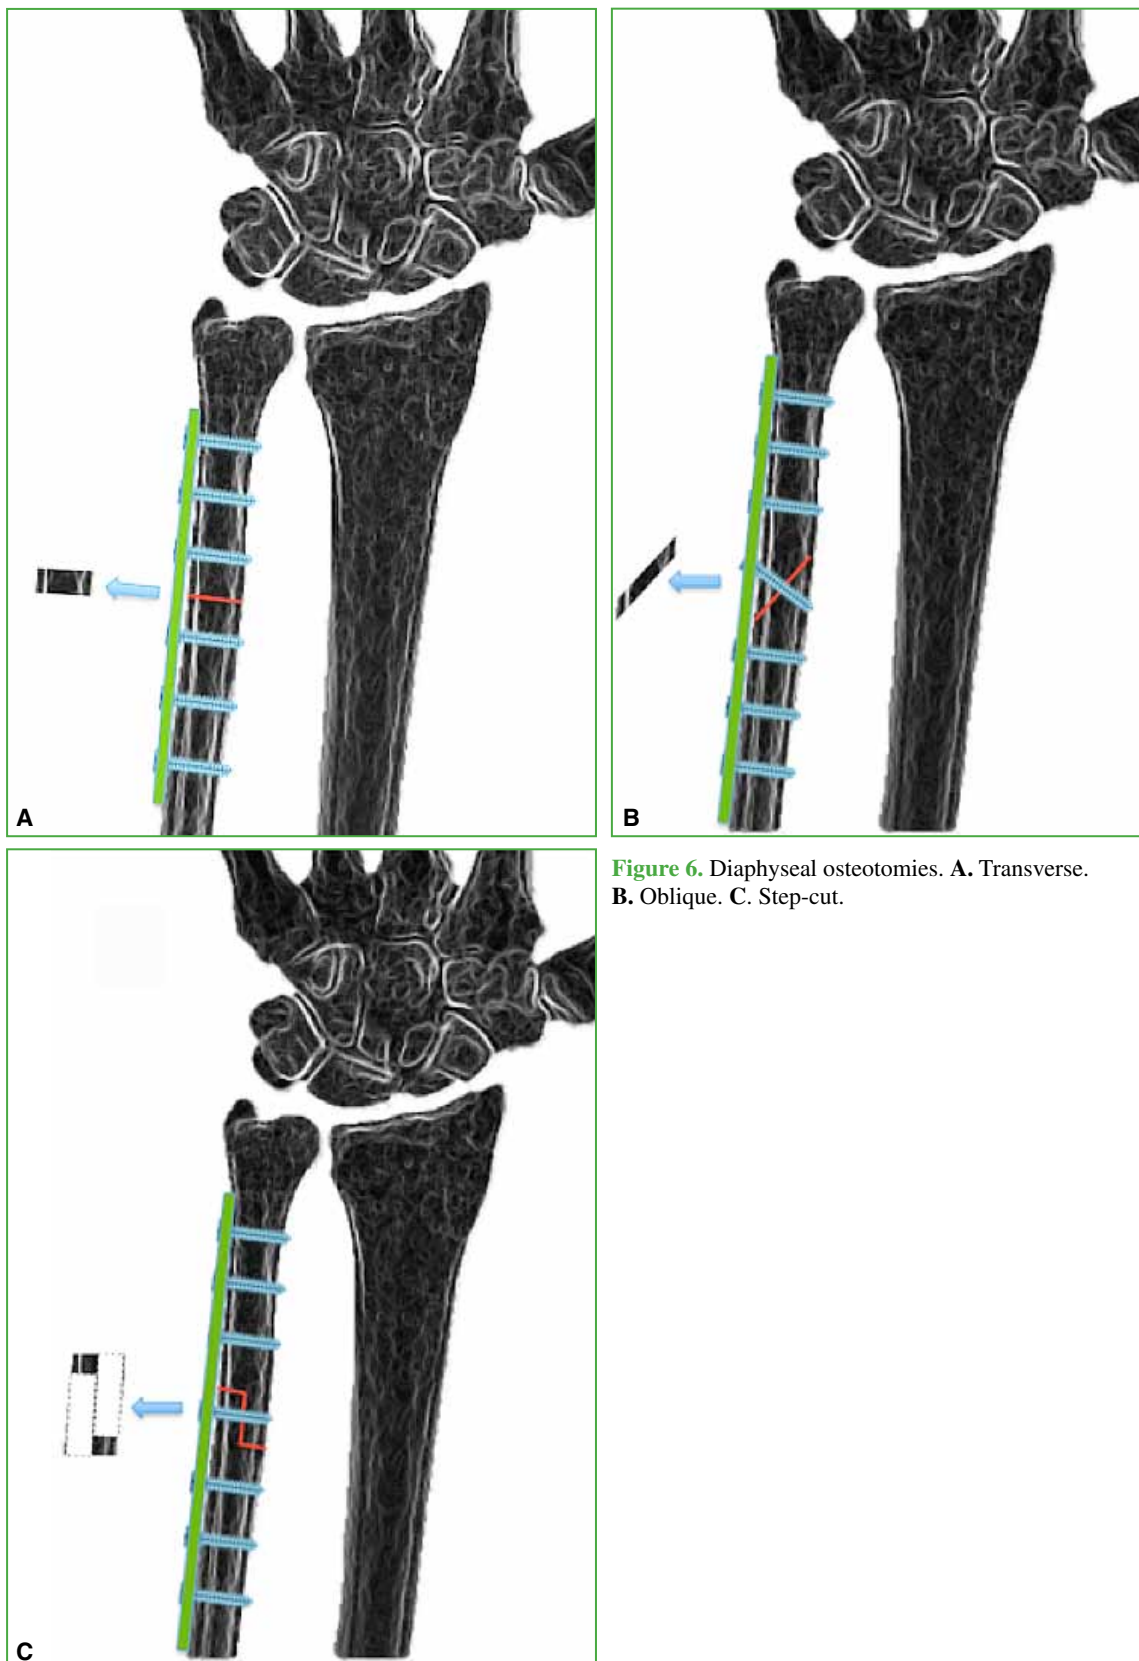 A
B
Figure 6. Diaphyseal osteotomies. A. Transverse.
B. Oblique. C. Step-cut.
C